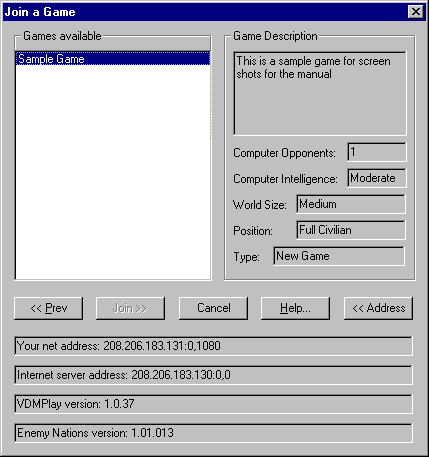 Join a Game
Games available
Sample Game
Game Description
This is a sample game for screen
shots for the manual
Computer Opponents: 1
Computer Intelligence: Moderate
World Size: Medium
Position: Full Civilian
Type: New Game
<< Prev
Join >>
Cancel
Help...
<< Address
Your net address: 208.206.183.131:0,1080
Internet server address: 208.206.183.130:0,0
VDMPlay version: 1.0.37
Enemy Nations version: 1.01.013